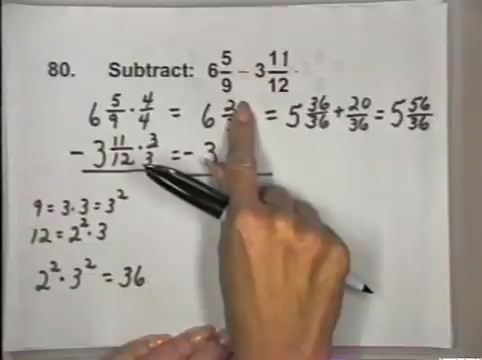 80. Subtract: 6 5/9 - 3 11/12.
6 5/9 · 4/4 = 6 = 5 36/36 + 20/36 = 5 56/36
- 3 11/12 · 3/3 = - 3
9 = 3 · 3 = 3²
12 = 2² · 3
2² · 3² = 36